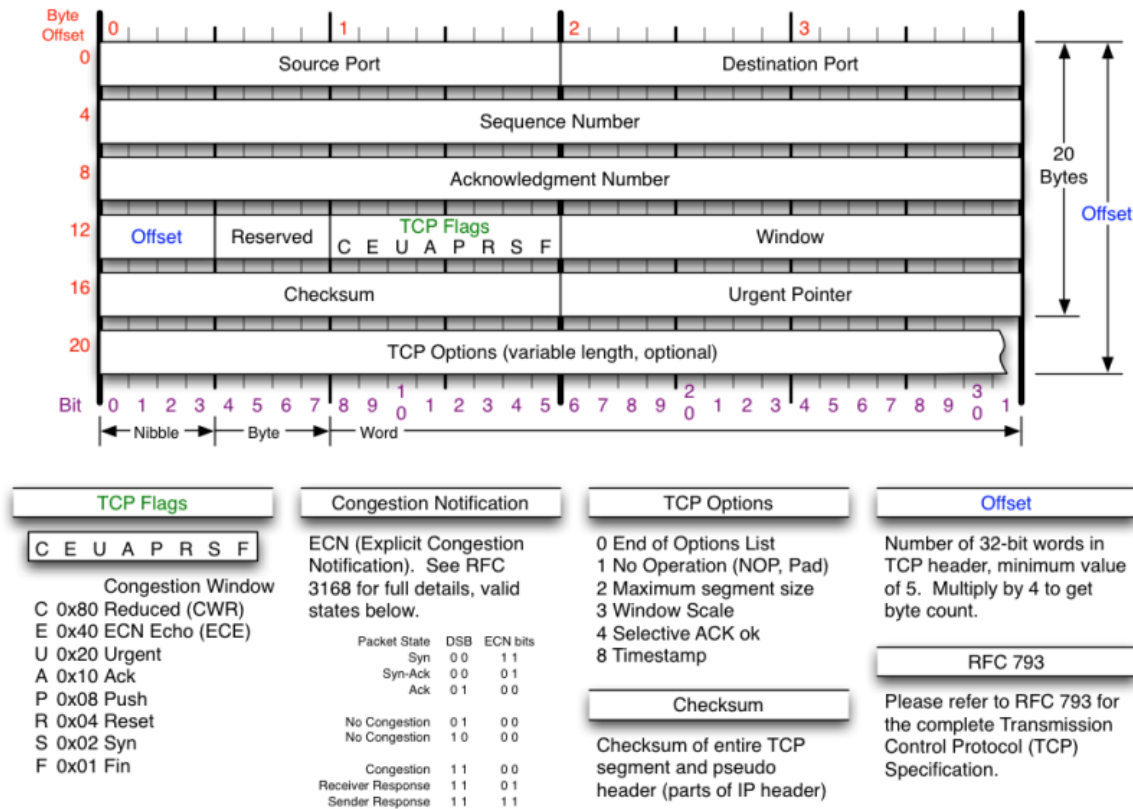 Byte
Offset
0 1 2 3
0 Source Port Destination Port
4 Sequence Number
8 Acknowledgment Number
20
Bytes
Offset
12 Offset Reserved TCP Flags
C E U A P R S F
Window
16 Checksum Urgent Pointer
20 TCP Options (variable length, optional)
Bit 0 1 2 3 4 5 6 7 8 9 10 1 2 3 4 5 6 7 8 9 20 1 2 3 4 5 6 7 8 9 30 1
Nibble Byte Word
TCP Flags
C E U A P R S F
Congestion Window
C 0x80 Reduced (CWR)
E 0x40 ECN Echo (ECE)
U 0x20 Urgent
A 0x10 Ack
P 0x08 Push
R 0x04 Reset
S 0x02 Syn
F 0x01 Fin
Congestion Notification
ECN (Explicit Congestion
Notification). See RFC
3168 for full details, valid
states below.
Packet State DSB ECN bits
Syn 0 0 1 1
Syn-Ack 0 0 0 1
Ack 0 1 0 0
No Congestion 0 1 0 0
No Congestion 1 0 0 0
Congestion 1 1 0 0
Receiver Response 1 1 0 1
Sender Response 1 1 1 1
TCP Options
0 End of Options List
1 No Operation (NOP, Pad)
2 Maximum segment size
3 Window Scale
4 Selective ACK ok
8 Timestamp
Checksum
Checksum of entire TCP
segment and pseudo
header (parts of IP header)
Offset
Number of 32-bit words in
TCP header, minimum value
of 5. Multiply by 4 to get
byte count.
RFC 793
Please refer to RFC 793 for
the complete Transmission
Control Protocol (TCP)
Specification.